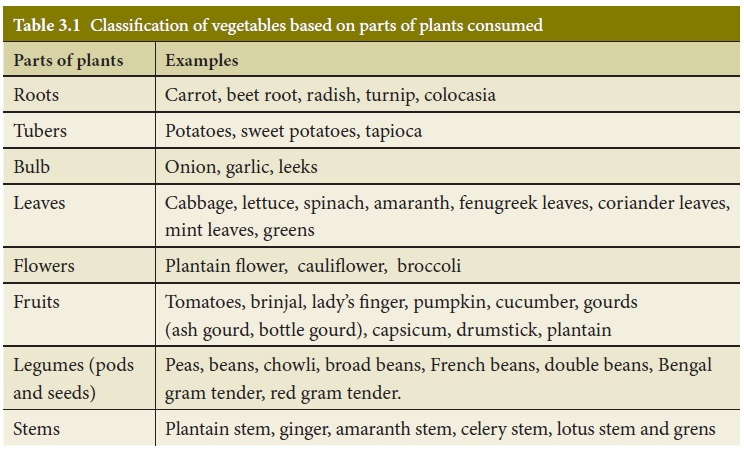 Table 3.1 Classification of vegetables based on parts of plants consumed
Parts of plants Examples
Roots Carrot, beet root, radish, turnip, colocasia
Tubers Potatoes, sweet potatoes, tapioca
Bulb Onion, garlic, leeks
Leaves Cabbage, lettuce, spinach, amaranth, fenugreek leaves, coriander leaves,
mint leaves, greens
Flowers Plantain flower, cauliflower, broccoli
Fruits Tomatoes, brinjal, lady’s finger, pumpkin, cucumber, gourds
(ash gourd, bottle gourd), capsicum, drumstick, plantain
Legumes (pods Peas, beans, chowli, broad beans, French beans, double beans, Bengal
and seeds) gram tender, red gram tender.
Stems Plantain stem, ginger, amaranth stem, celery stem, lotus stem and grens